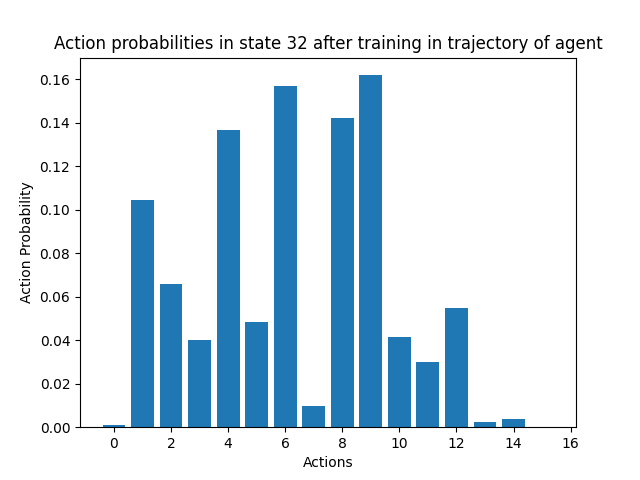 Action probabilities in state 32 after training in trajectory of agent
0.16
0.14
0.12
0.10
0.08
0.06
0.04
0.02
0.00
Action Probability
0 2 4 6 8 10 12 14 16
Actions